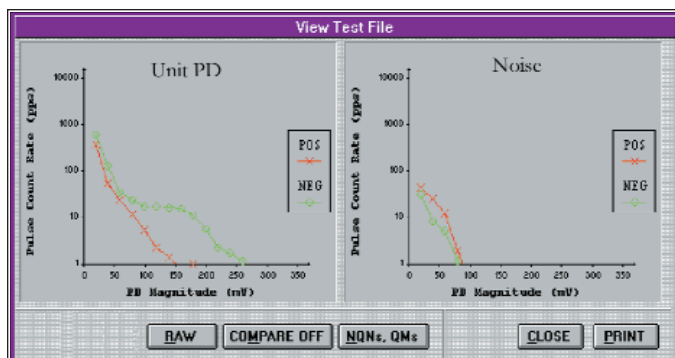 View Test File
Unit PD
Pulse Count Rate (pps)
10000
1000
100
10
1
0 50 100 150 200 250 300 350
PD Magnitude (mV)
POS
NEG
Noise
Pulse Count Rate (pps)
10000
1000
100
10
1
0 50 100 150 200 250 300 350
PD Magnitude (mV)
POS
NEG
RAW
COMPARE OFF
NQNs, QMs
CLOSE
PRINT